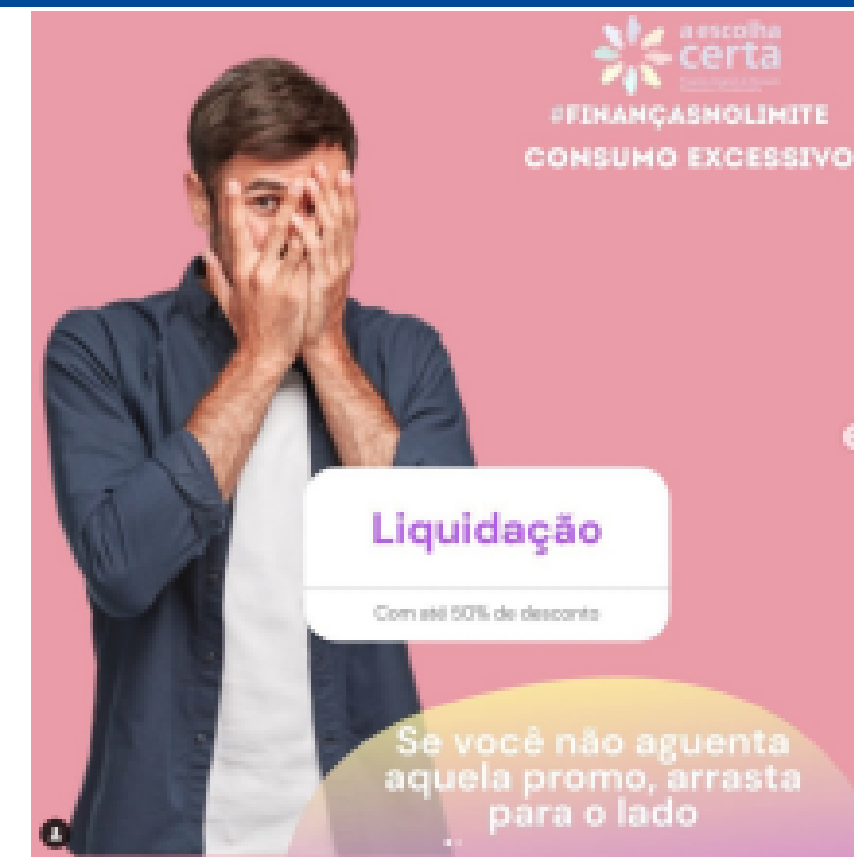 a escolha
certa
#FINANÇASNOLIMITE
CONSUMO EXCESSIVO
Liquidação
Com até 50% de desconto
Se você não aguenta
aquela promo, arrasta
para o lado